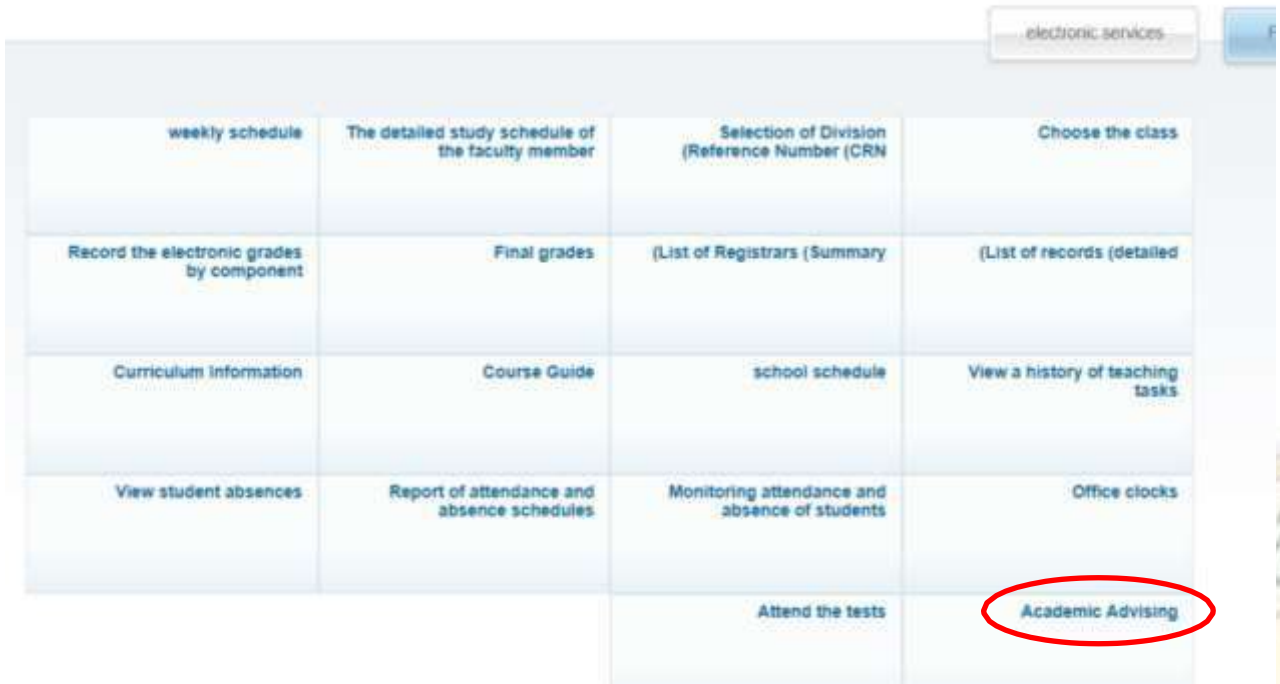 electronic services
weekly schedule
The detailed study schedule of
the faculty member
Selection of Division
(Reference Number (CRN
Choose the class
Record the electronic grades
by component
Final grades
(List of Registrars (Summary
(List of records (detailed
Curriculum Information
Course Guide
school schedule
View a history of teaching
tasks
View student absences
Report of attendance and
absence schedules
Monitoring attendance and
absence of students
Office clocks
Attend the tests
Academic Advising